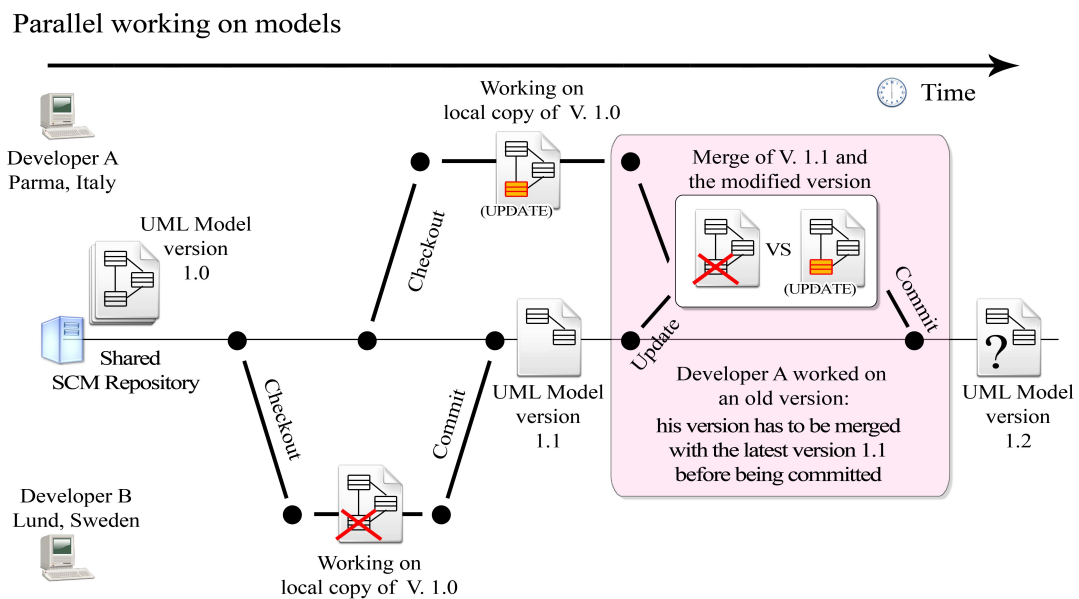 Parallel working on models
Time
Working on
local copy of V. 1.0
(UPDATE)
Developer A
Parma, Italy
UML Model
version
1.0
Checkout
Merge of V. 1.1 and
the modified version
VS
(UPDATE)
Commit
Update
Shared
SCM Repository
Checkout
Commit
UML Model
version
1.1
Developer A worked on
an old version:
his version has to be merged
with the latest version 1.1
before being committed
?
UML Model
version
1.2
Developer B
Lund, Sweden
Working on
local copy of V. 1.0